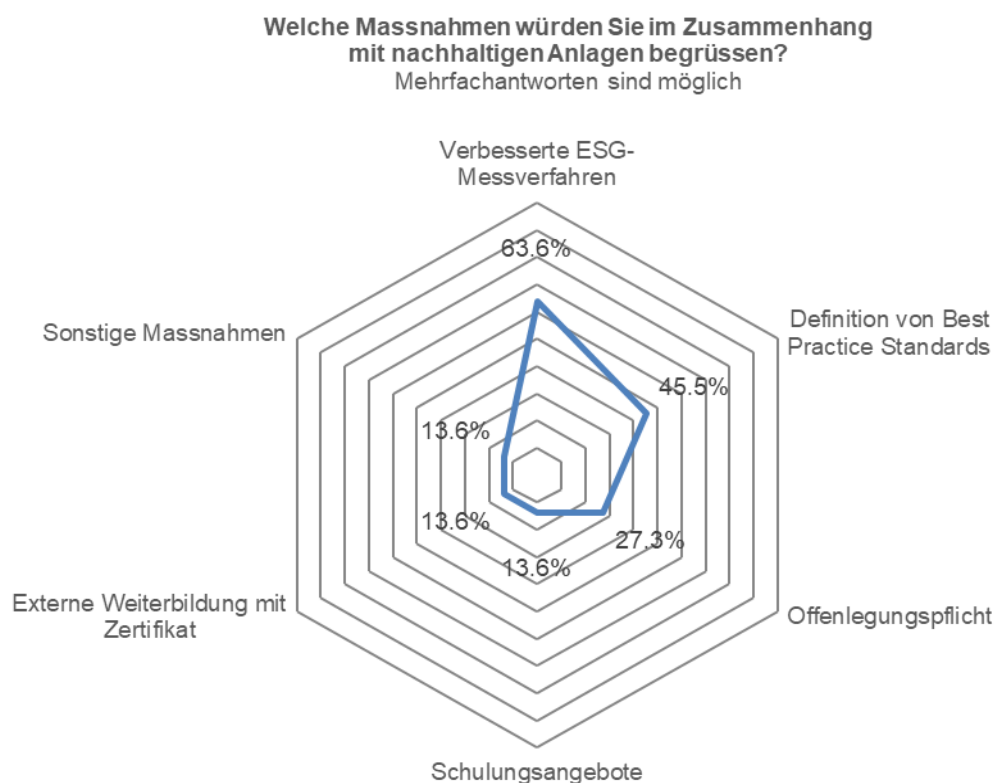 Welche Massnahmen würden Sie im Zusammenhang
mit nachhaltigen Anlagen begrüssen?
Mehrfachantworten sind möglich
Verbesserte ESG-
Messverfahren
63.6%
Definition von Best
Practice Standards
45.5%
Offenlegungspflicht
27.3%
Schulungsangebote
13.6%
Externe Weiterbildung mit
Zertifikat
13.6%
Sonstige Massnahmen
13.6%